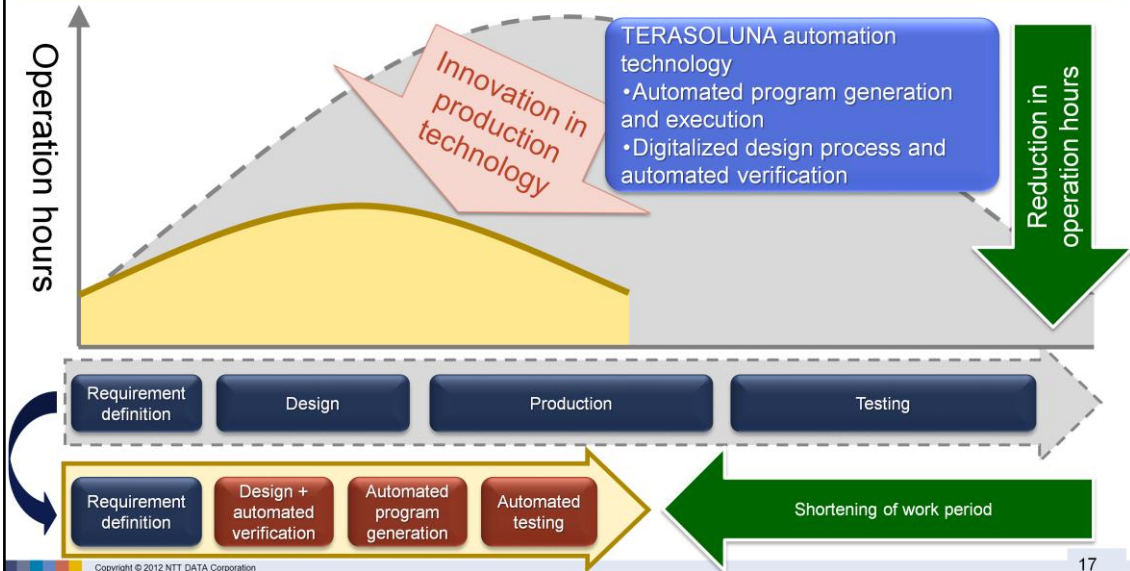 Operation hours
Innovation in
production
technology
TERASOLUNA automation
technology
•Automated program generation
and execution
•Digitalized design process and
automated verification
Reduction in
operation hours
Requirement
definition
Design
Production
Testing
Requirement
definition
Design +
automated
verification
Automated
program
generation
Automated
testing
Shortening of work period
Copyright © 2012 NTT DATA Corporation
17